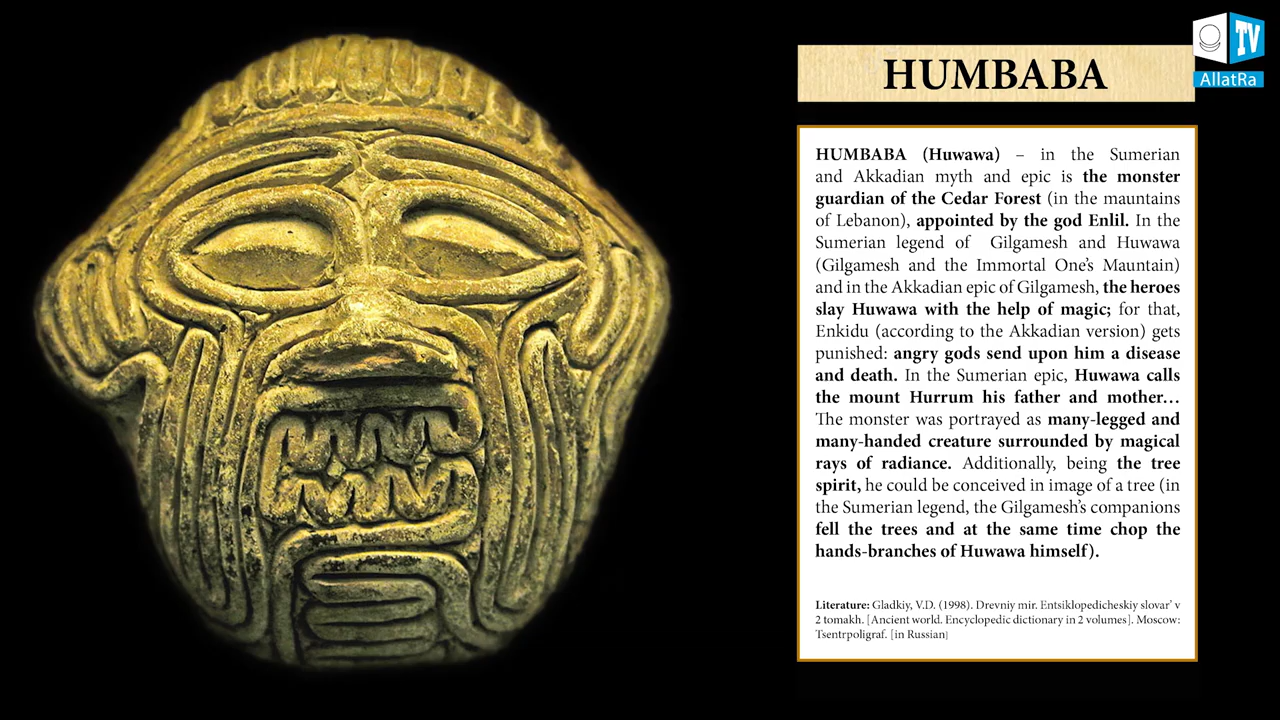 HUMBABA
TV
AllatRa
HUMBABA (Huwawa) – in the Sumerian
and Akkadian myth and epic is the monster
guardian of the Cedar Forest (in the mauntains
of Lebanon), appointed by the god Enlil. In the
Sumerian legend of Gilgamesh and Huwawa
(Gilgamesh and the Immortal One's Mauntain)
and in the Akkadian epic of Gilgamesh, the heroes
slay Huwawa with the help of magic; for that,
Enkidu (according to the Akkadian version) gets
punished: angry gods send upon him a disease
and death. In the Sumerian epic, Huwawa calls
the mount Hurrum his father and mother…
The monster was portrayed as many-legged and
many-handed creature surrounded by magical
rays of radiance. Additionally, being the tree
spirit, he could be conceived in image of a tree (in
the Sumerian legend, the Gilgamesh's companions
fell the trees and at the same time chop the
hands-branches of Huwawa himself).
Literature: Gladkiy, V.D. (1998). Drevniy mir. Entsiklopedicheskiy slovar' v
2 tomakh. [Ancient world. Encyclopedic dictionary in 2 volumes]. Moscow:
Tsentrpoligraf. [in Russian]